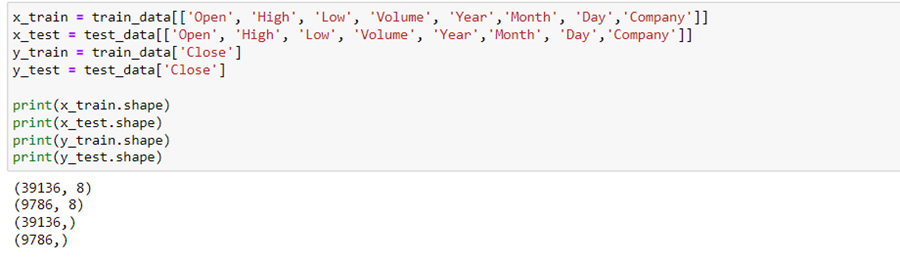 x_train = train_data[['Open', 'High', 'Low', 'Volume', 'Year','Month', 'Day','Company']]
x_test = test_data[['Open', 'High', 'Low', 'Volume', 'Year','Month', 'Day','Company']]
y_train = train_data['Close']
y_test = test_data['Close']
print(x_train.shape)
print(x_test.shape)
print(y_train.shape)
print(y_test.shape)
(39136, 8)
(9786, 8)
(39136,)
(9786,)